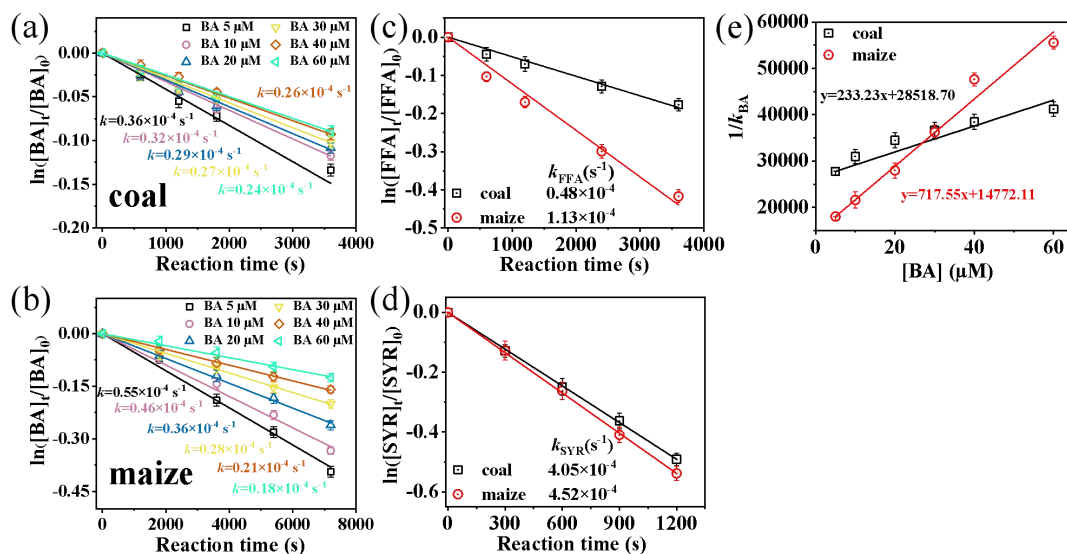 (a)
BA 5 μM
BA 30 μM
BA 10 μM
BA 40 μM
BA 20 μM
BA 60 μM
0.00
-0.05
-0.10
-0.15
-0.20
ln([BA]t/[BA]0)
k=0.26×10-4 s-1
k=0.36×10-4 s-1
k=0.32×10-4 s-1
k=0.29×10-4 s-1
k=0.27×10-4 s-1
k=0.24×10-4 s-1
coal
0 1000 2000 3000 4000
Reaction time (s)
(b)
BA 5 μM
BA 30 μM
BA 10 μM
BA 40 μM
BA 20 μM
BA 60 μM
0.00
-0.15
-0.30
-0.45
ln([BA]t/[BA]0)
k=0.55×10-4 s-1
k=0.46×10-4 s-1
k=0.36×10-4 s-1
k=0.28×10-4 s-1
k=0.21×10-4 s-1
k=0.18×10-4 s-1
maize
0 2000 4000 6000 8000
Reaction time (s)
(c)
0.0
-0.1
-0.2
-0.3
-0.4
-0.5
ln([FFA]t/[FFA]0)
kFFA(s-1)
coal 0.48×10-4
maize 1.13×10-4
0 1000 2000 3000 4000
Reaction time (s)
(d)
0.0
-0.2
-0.4
-0.6
ln([SYR]t/[SYR]0)
kSYR(s-1)
coal 4.05×10-4
maize 4.52×10-4
0 300 600 900 1200
Reaction time (s)
(e)
60000
50000
40000
30000
20000
1/kBA
coal
maize
y=233.23x+28518.70
y=717.55x+14772.11
0 20 40 60
[BA] (μM)